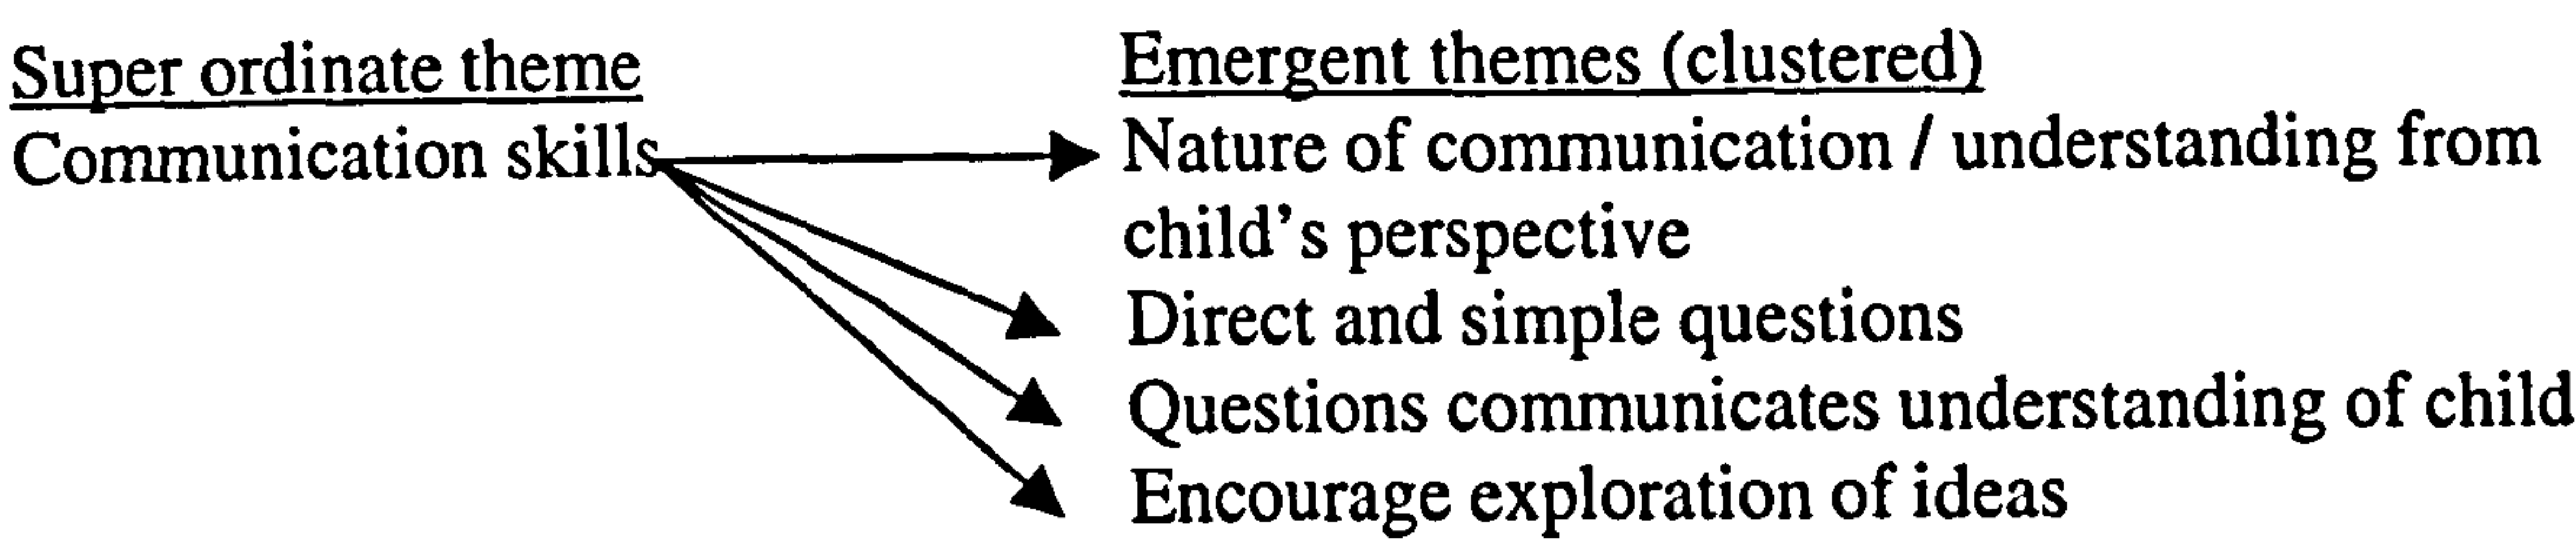 Super ordinate theme
Communication skills
Emergent themes (clustered)
Nature of communication / understanding from
child's perspective
Direct and simple questions
Questions communicates understanding of child
Encourage exploration of ideas